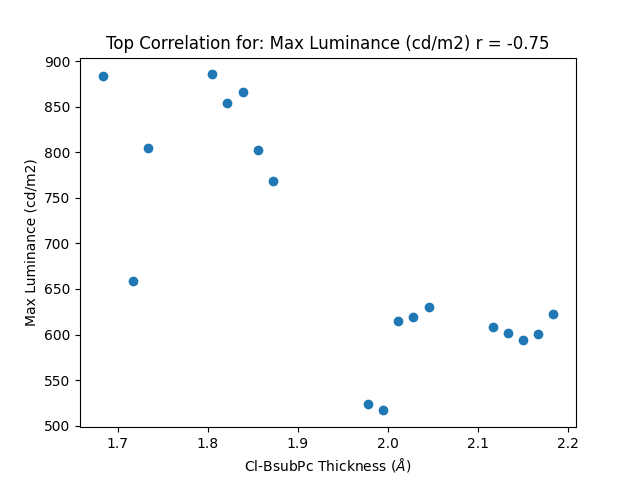 Top Correlation for: Max Luminance (cd/m2) r = -0.75
900
850
800
750
700
650
600
550
500
Max Luminance (cd/m2)
1.7 1.8 1.9 2.0 2.1 2.2
Cl-BsubPc Thickness (Å)